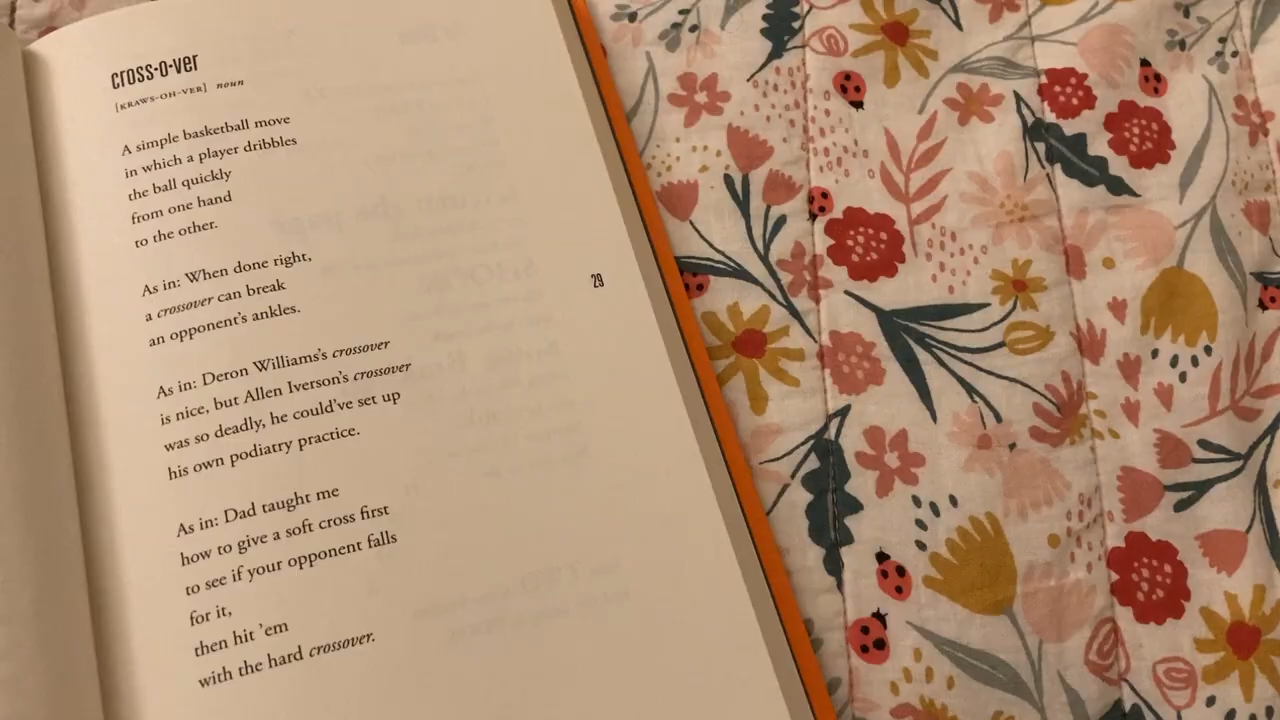 cross-o-ver
[KRAWS-OH-VER] noun
A simple basketball move
in which a player dribbles
the ball quickly
from one hand
to the other.
As in: When done right,
a crossover can break
an opponent's ankles.
As in: Deron Williams's crossover
is nice, but Allen Iverson's crossover
was so deadly, he could've set up
his own podiatry practice.
As in: Dad taught me
how to give a soft cross first
to see if your opponent falls
for it,
then hit 'em
with the hard crossover.
29